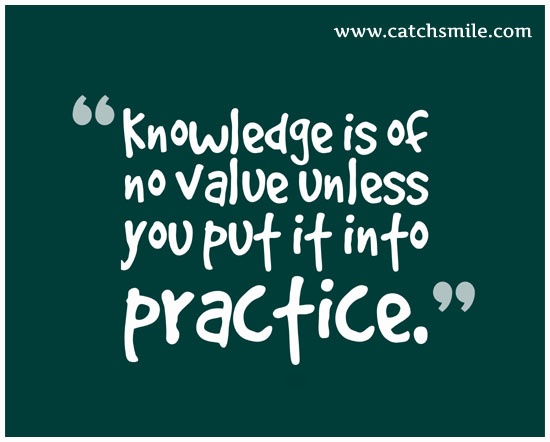 www.catchsmile.com
“Knowledge is of
no value unless
you put it into
practice.”